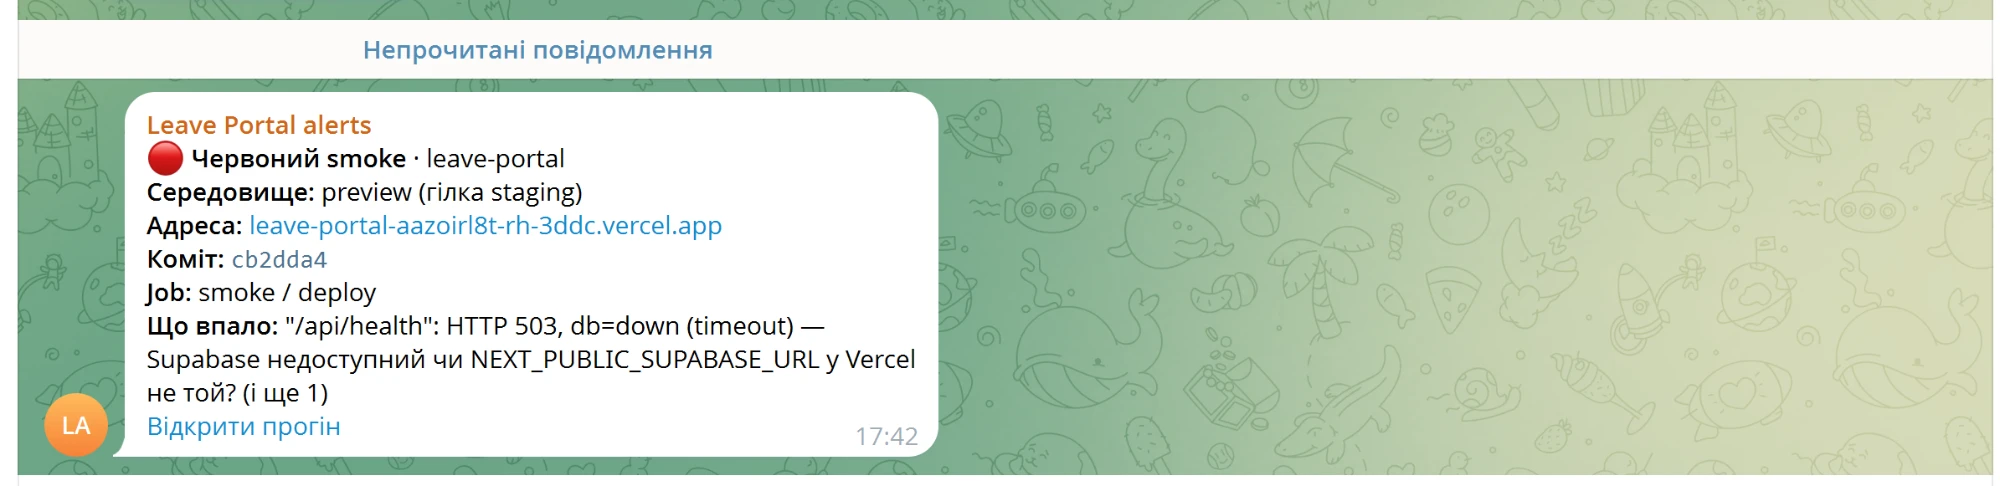 Непрочитані повідомлення
Leave Portal alerts
🔴 Червоний smoke · leave-portal
Середовище: preview (гілка staging)
Адреса: leave-portal-aazoirl8t-rh-3ddc.vercel.app
Коміт: cb2dda4
Job: smoke / deploy
Що впало: "/api/health": HTTP 503, db=down (timeout) —
Supabase недоступний чи NEXT_PUBLIC_SUPABASE_URL у Vercel
не той? (і ще 1)
Відкрити прогін
LA
17:42